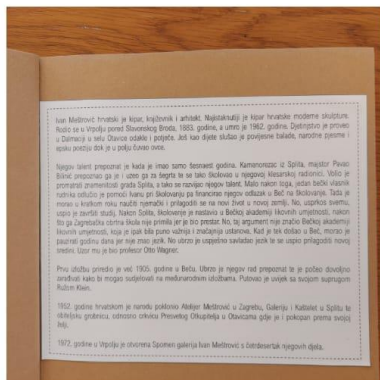 Ivan Meštrović hrvatski je kipar, književnik i arhitekt. Najistaknutiji je kipar hrvatske moderne skulpture.
Rodio se u Vrpolju pored Slavonskog Broda, 1883. godine, a umro je 1962. godine. Djetinjstvo je proveo
u Dalmaciji u selu Otavice odakle i potječe. Još kao dijete slušao je povijesne balade, narodne pjesme i
epsku poeziju dok je u polju čuvao ovce.
Njegov talent prepoznat je kada je imao samo šesnaest godina. Kamenorezac iz Splita, majstor Pavao
Bilinić prepoznao ga je i uzeo ga za šegrta te se tako školovao u njegovoj klesarskoj radionici. Volio je
promatrati znamenitosti grada Splita, a tako se razvijao njegov talent. Malo nakon toga, jedan bečki vlasnik
rudnika odlučio je pomoći Ivanu pri školovanju pa financirao njegov odlazak u Beč na školovanje. Tada je
morao u kratkom roku naučiti njemački i prilagoditi se na novi život u novoj zemlji. No, usprkos svemu,
uspio je završiti studij. Nakon Splita, školovanje je nastavio u Bečkoj akademiji likovnih umjetnosti, nakon
što ga Zagrebačka obrtna škola nije primila jer je bio prestar. No, taj argument nije značio Bečkoj akademiji
likovnih umjetnosti, koja je ipak bila puno važnija i značajnija ustanova. Kad je tek došao u Beč, morao je
pauzirati godinu dana jer nije znao jezik. No ubrzo je uspješno savladao jezik te se uspio prilagoditi novoj
sredini. Uzor mu je bio profesor Otto Wagner.
Prvu izložbu priredio je već 1905. godine u Beču. Ubrzo je njegov rad prepoznat te je počeo dovoljno
zarađivati kako bi mogao sudjelovati na međunarodnim izložbama. Putovao je uvijek sa svojom suprugom
Ružom Klein.
1952. godine hrvatskom je narodu poklonio Atelijer Meštrović u Zagrebu, Galeriju i Kaštelet u Splitu te
obiteljsku grobnicu, odnosno crkvicu Presvetog Otkupitelja u Otavicama gdje je i pokopan prema svojoj
želji.
1972. godine u Vrpolju je otvorena Spomen galerija Ivan Meštrović s četrdesetak njegovih djela.